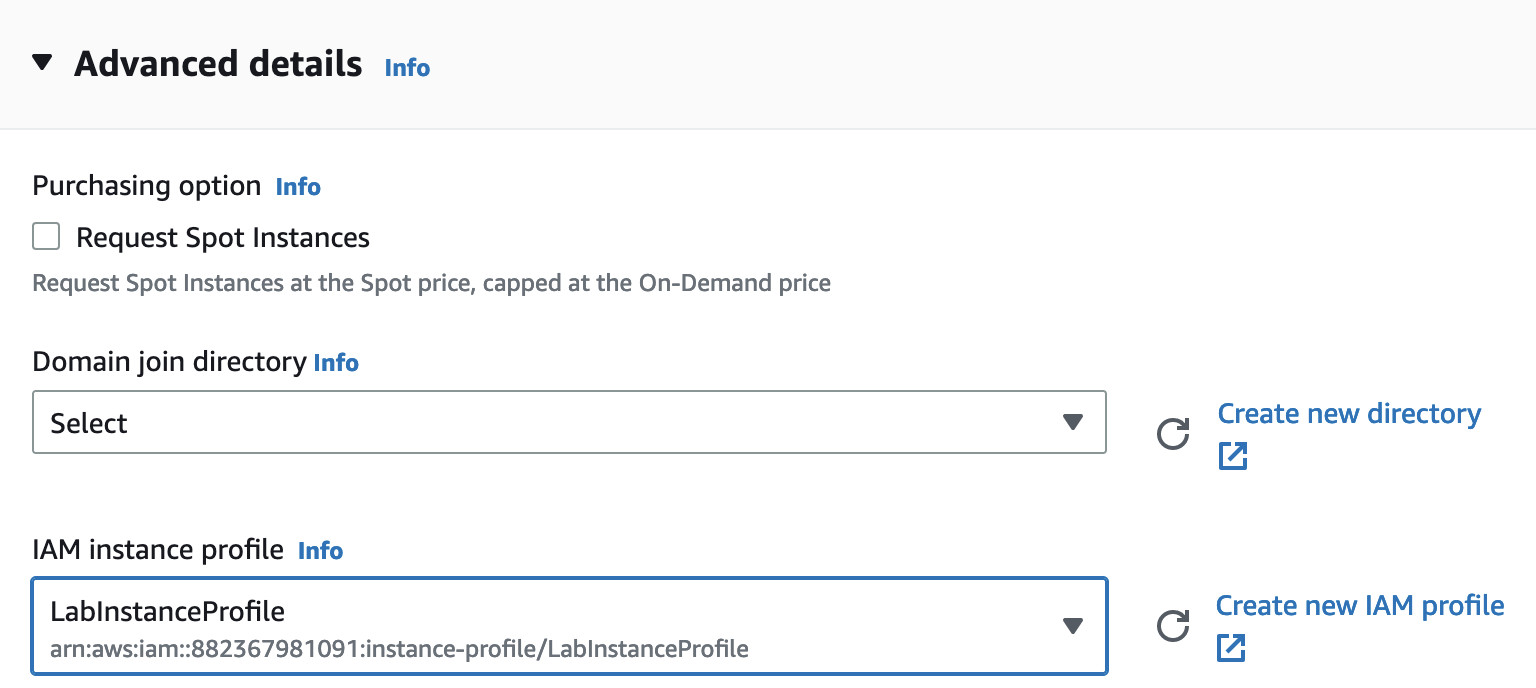 Advanced details Info
Purchasing option Info
Request Spot Instances
Request Spot Instances at the Spot price, capped at the On-Demand price
Domain join directory Info
Select
Create new directory
IAM instance profile Info
LabInstanceProfile
arn:aws:iam::882367981091:instance-profile/LabInstanceProfile
Create new IAM profile